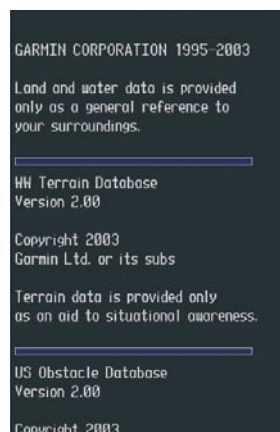 GARMIN CORPORATION 1995-2003
Land and water data is provided
only as a general reference to
your surroundings.
WW Terrain Database
Version 2.00
Copyright 2003
Garmin Ltd. or its subs
Terrain data is provided only
as an aid to situational awareness.
US Obstacle Database
Version 2.00
Copyright 2003